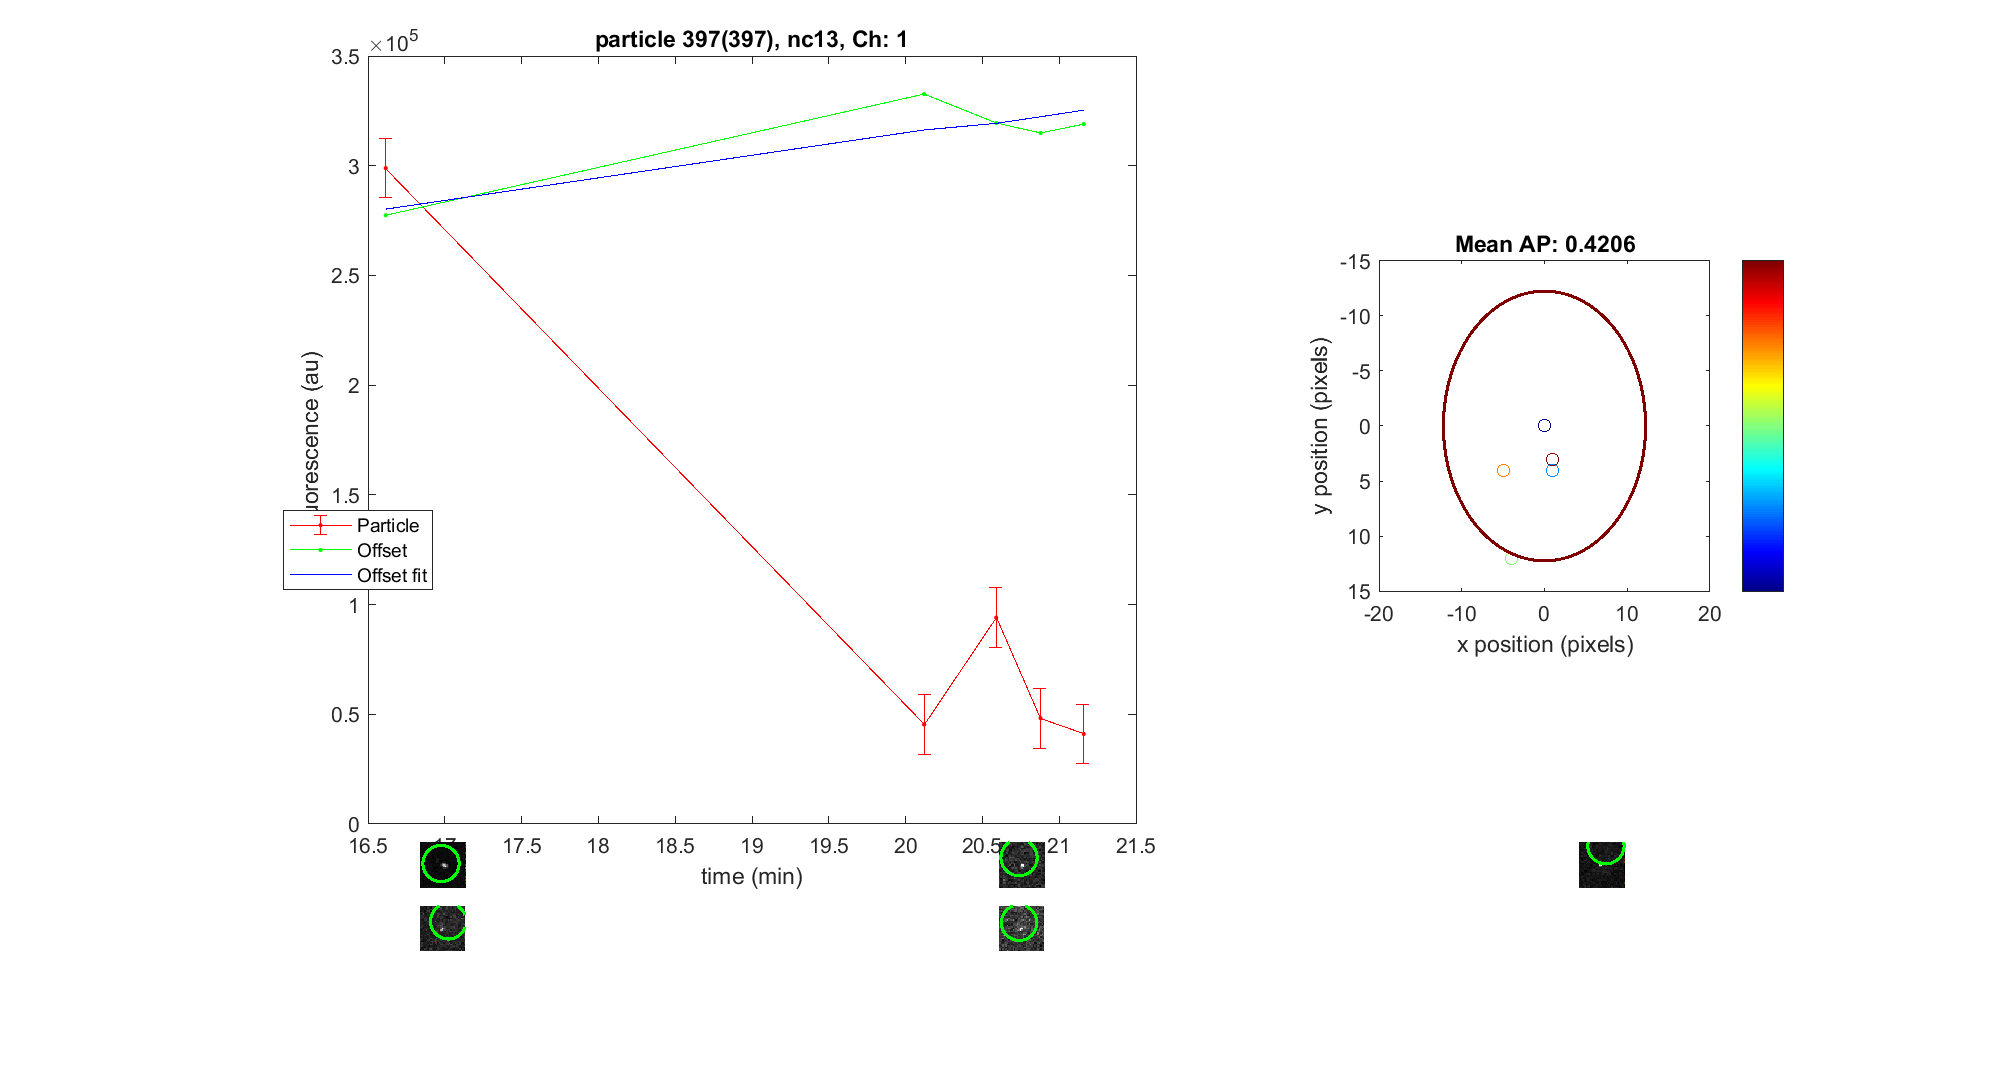 particle 397(397), nc13, Ch: 1
×10^5
3.5
3
2.5
2
1.5
1
0.5
0
uorescence (au)
Particle
Offset
Offset fit
16.5 17 17.5 18 18.5 19 19.5 20 20.5 21 21.5
time (min)
Mean AP: 0.4206
-15
-10
-5
0
5
10
15
y position (pixels)
-20 -10 0 10 20
x position (pixels)